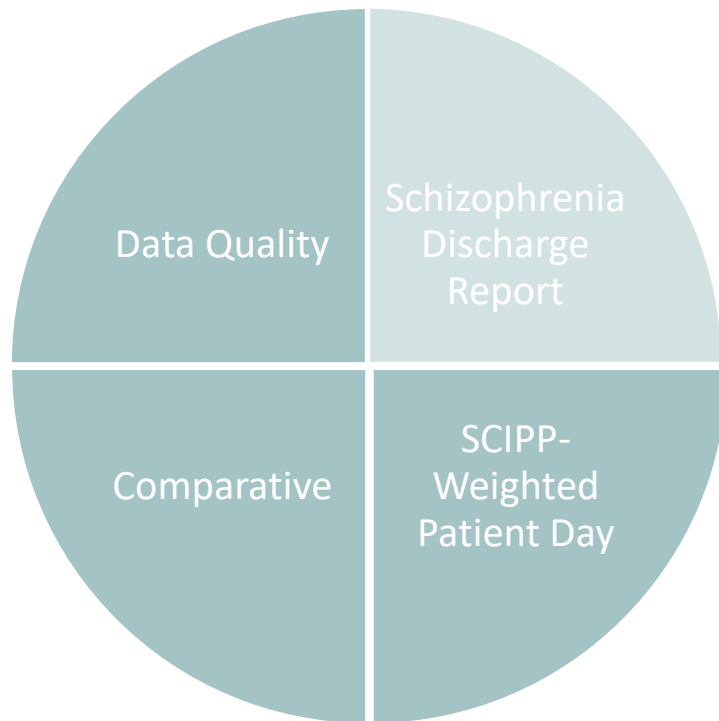 Data Quality
Schizophrenia
Discharge
Report
Comparative
SCIPP-
Weighted
Patient Day